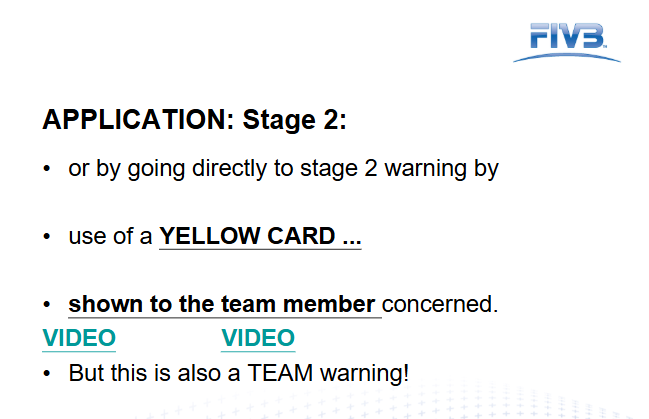 FIVB
APPLICATION: Stage 2:
• or by going directly to stage 2 warning by
• use of a YELLOW CARD ...
• shown to the team member concerned.
VIDEO VIDEO
• But this is also a TEAM warning!